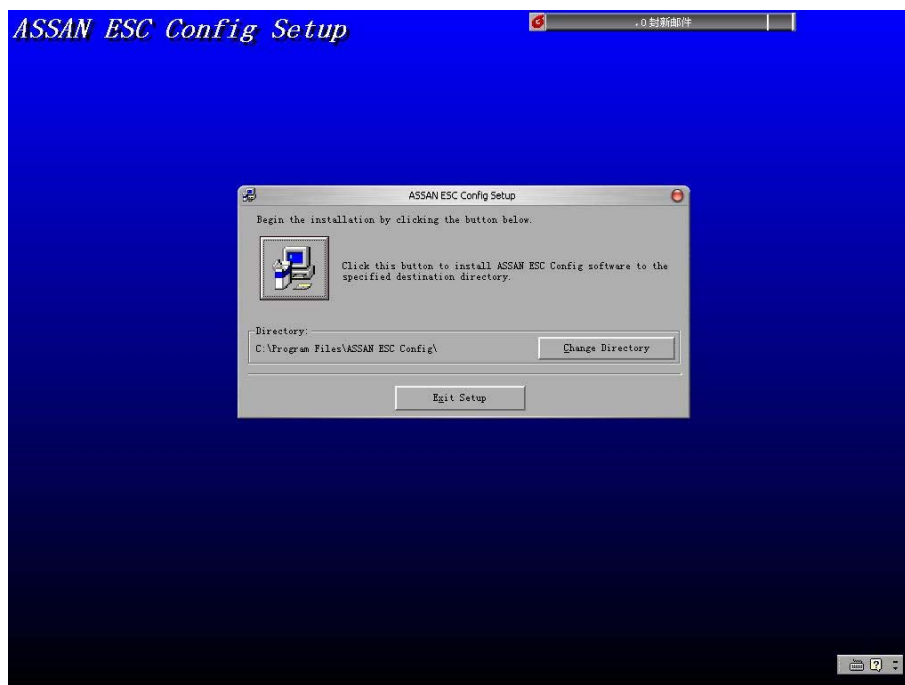 ASSAN ESC Config Setup
.0 封新邮件
ASSAN ESC Config Setup
Begin the installation by clicking the button below.
Click this button to install ASSAN ESC Config software to the
specified destination directory.
Directory:
C:\Program Files\ASSAN ESC Config\
Change Directory
Exit Setup